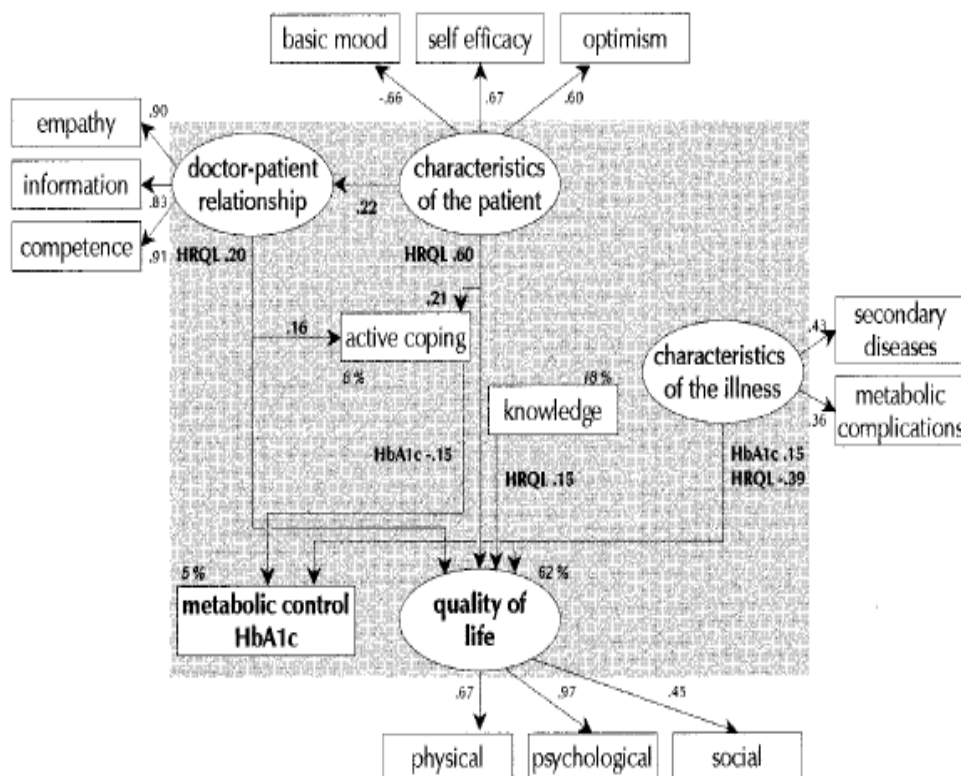 basic mood
self efficacy
optimism
-.66
.67
.60
.90
empathy
information
.83
competence
.91
doctor-patient
relationship
characteristics
of the patient
.22
HRQL .20
HRQL .60
.21
.16
active coping
8 %
18 %
knowledge
characteristics
of the illness
.43
secondary
diseases
metabolic
complications
.36
HbA1c -.15
HRQL .15
HbA1c .15
HRQL -.39
5 %
metabolic control
HbA1c
62 %
quality of
life
.67
.97
.45
physical
psychological
social